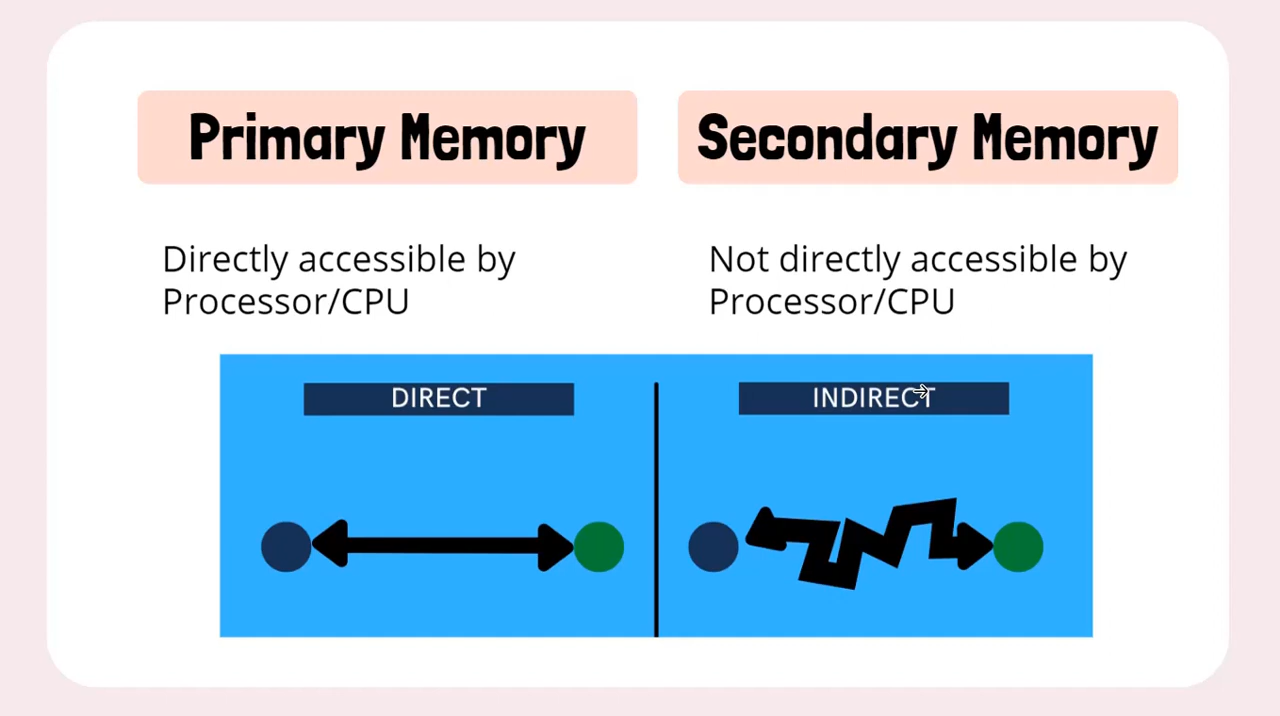 Primary Memory
Secondary Memory
Directly accessible by
Processor/CPU
Not directly accessible by
Processor/CPU
DIRECT
INDIRECT